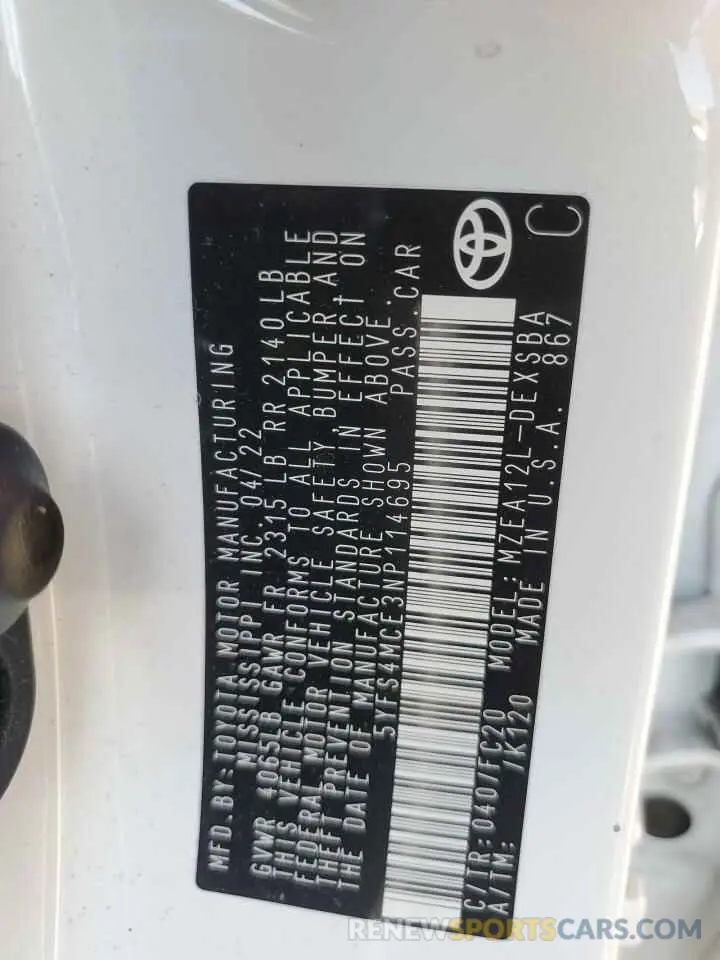 MFD.BY:TOYOTA MOTOR MANUFACTURING
MISSISSIPPI INC. 04/22
GVWR 4065LB GAWR FR 2315LB RR 2140LB
THIS VEHICLE CONFORMS TO ALL APPLICABLE
FEDERAL MOTOR VEHICLE SAFETY, BUMPER AND
THEFT PREVENTION STANDARDS IN EFFECT ON
THE DATE OF MANUFACTURE SHOWN ABOVE.
5YFS4MCE3NP114695 PASS.CAR
C/TR:040/FC20 MODEL:MZEA12L-DEXSBA
A/TM: /K120 MADE IN U.S.A. 867
C
RENEWSPORTSCARS.COM